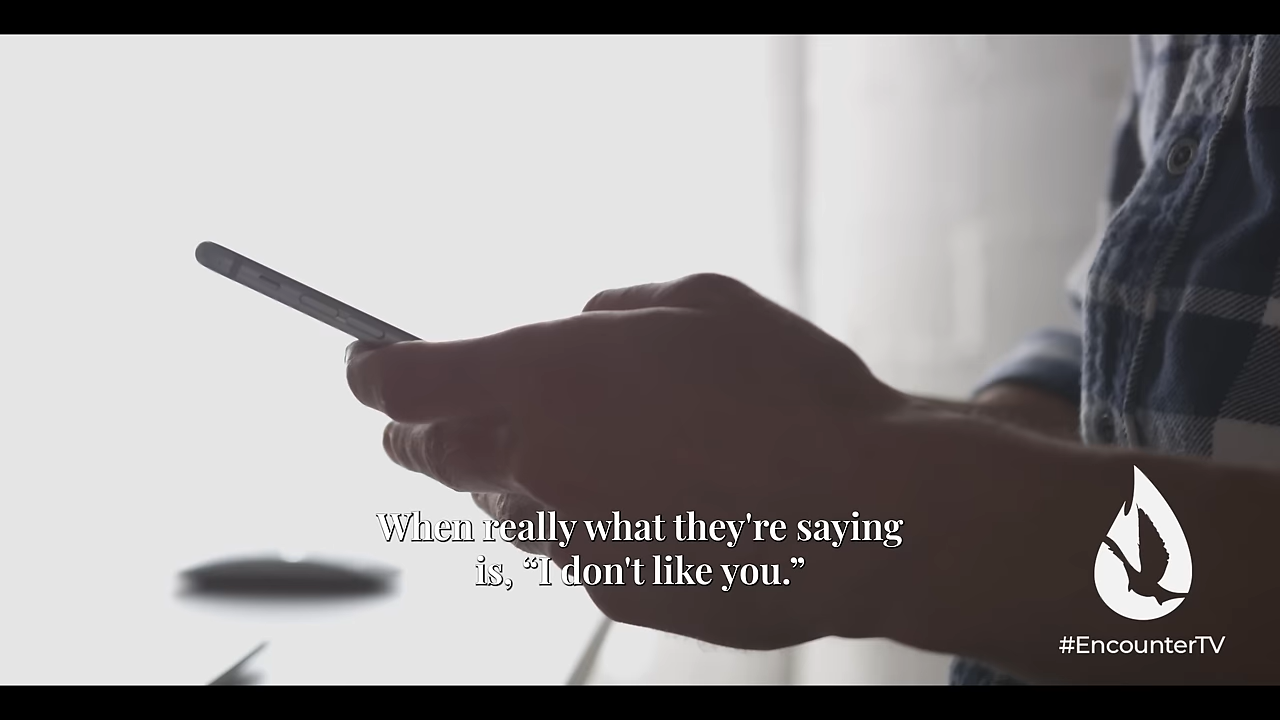 When really what they're saying
is, “I don't like you.”
#EncounterTV